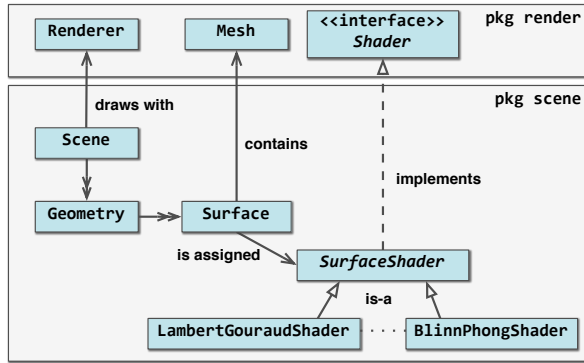 pkg render
Renderer
Mesh
<<interface>>
Shader
pkg scene
draws with
Scene
contains
implements
Geometry
Surface
is assigned
SurfaceShader
is-a
LambertGouraudShader
BlinnPhongShader